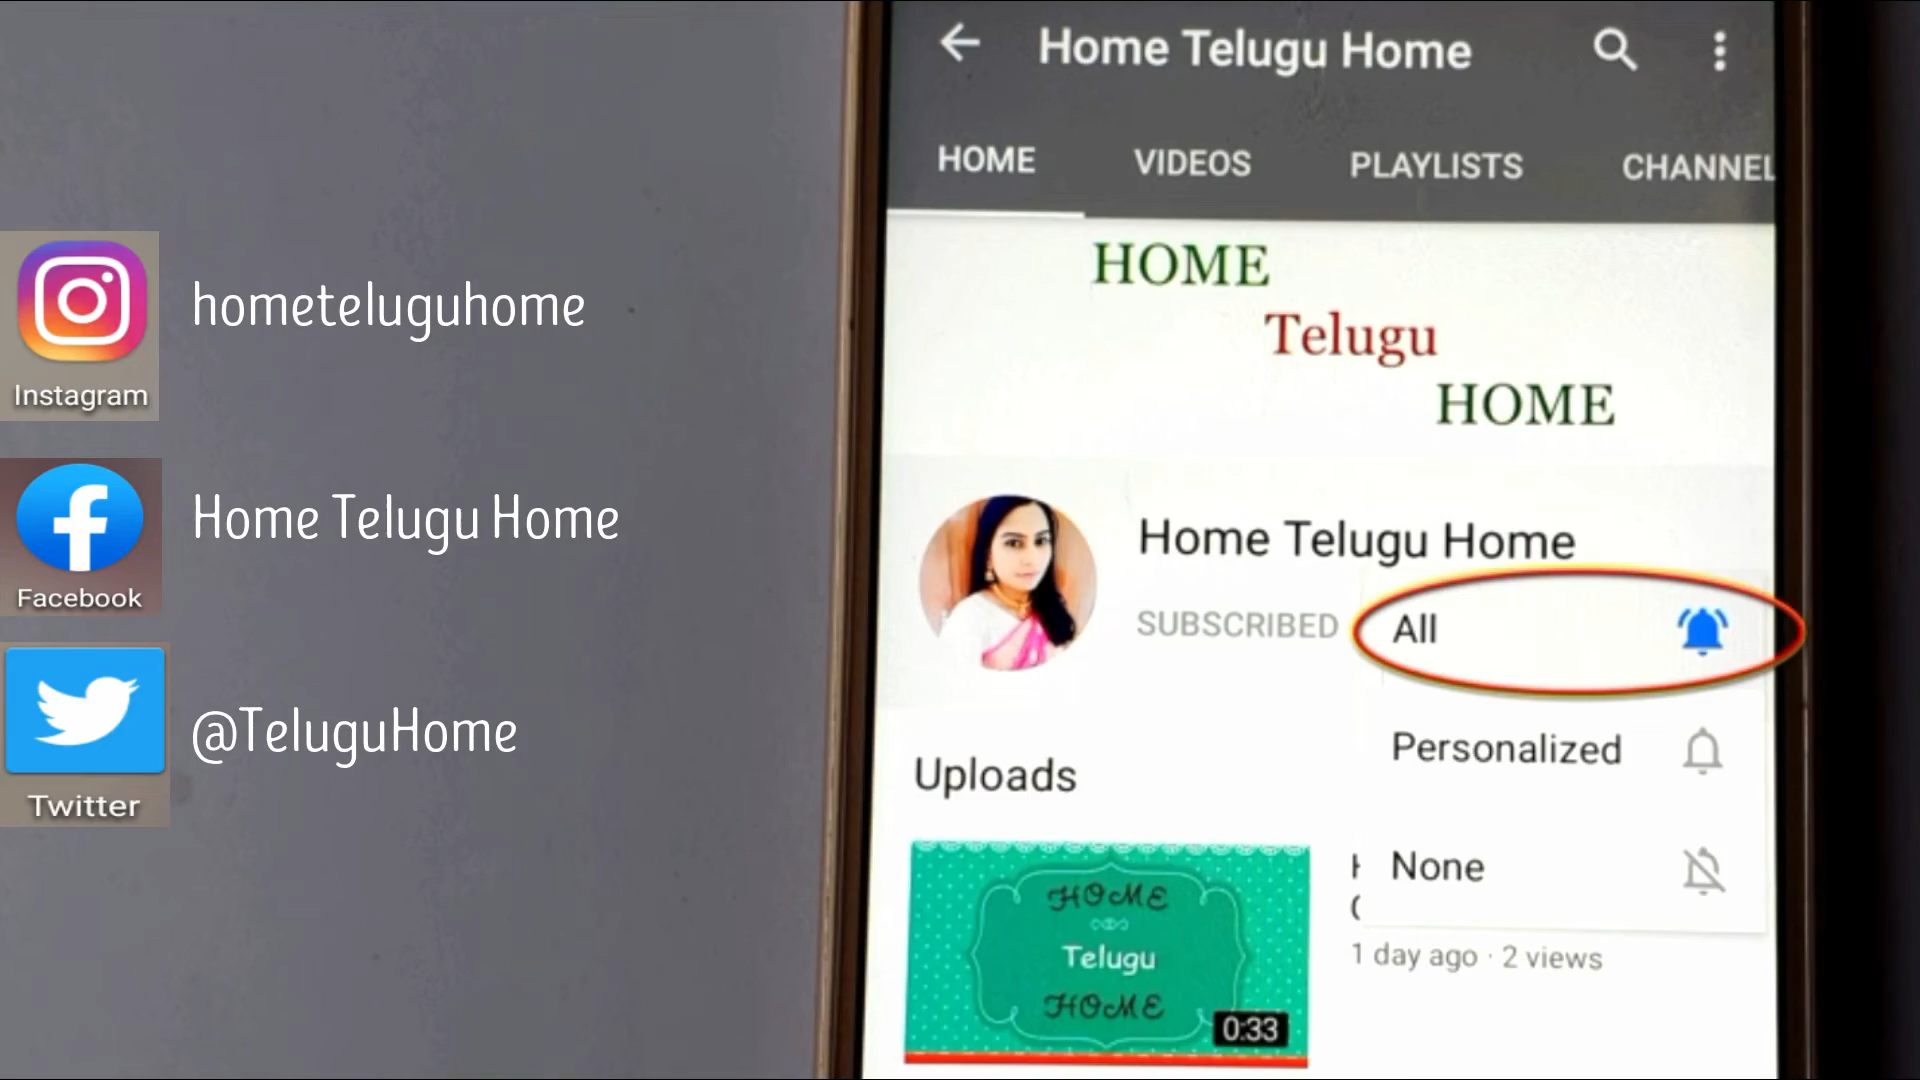 Home Telugu Home
HOME VIDEOS PLAYLISTS CHANNEL
HOME
Telugu
HOME
Instagram
hometeluguhome
Facebook
Home Telugu Home
Twitter
@TeluguHome
Home Telugu Home
SUBSCRIBED
All
Personalized
None
Uploads
HOME
Telugu
HOME
0:33
1 day ago · 2 views